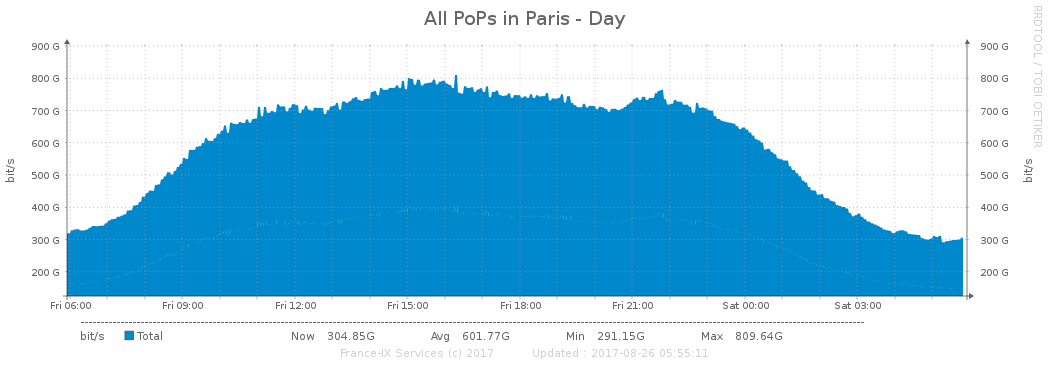 All PoPs in Paris - Day
RRDTOOL / TOBI OETIKER
900 G 900 G
800 G 800 G
700 G 700 G
600 G 600 G
500 G 500 G
400 G 400 G
300 G 300 G
200 G 200 G
bit/s
bit/s
Fri 06:00 Fri 09:00 Fri 12:00 Fri 15:00 Fri 18:00 Fri 21:00 Sat 00:00 Sat 03:00
bit/s Total Now 304.85G Avg 601.77G Min 291.15G Max 809.64G
France-IX Services (c) 2017 Updated : 2017-08-26 05:55:11